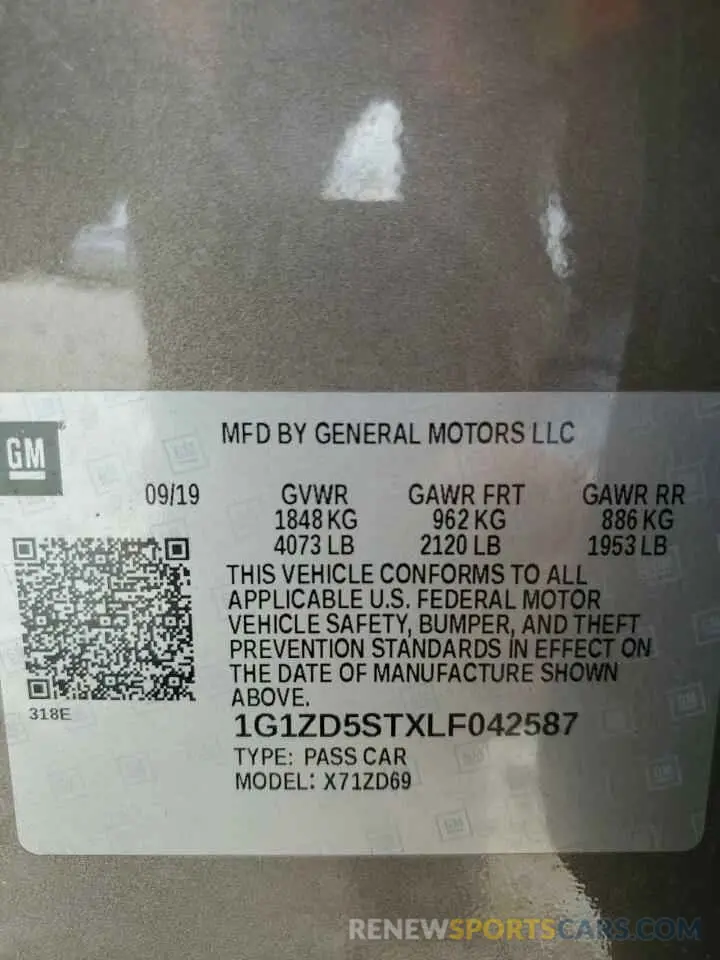 MFD BY GENERAL MOTORS LLC
GM
09/19 GVWR GAWR FRT GAWR RR
1848 KG 962 KG 886 KG
4073 LB 2120 LB 1953 LB
THIS VEHICLE CONFORMS TO ALL
APPLICABLE U.S. FEDERAL MOTOR
VEHICLE SAFETY, BUMPER, AND THEFT
PREVENTION STANDARDS IN EFFECT ON
THE DATE OF MANUFACTURE SHOWN
ABOVE.
318E
1G1ZD5STXLF042587
TYPE: PASS CAR
MODEL: X71ZD69
RENEWSPORTSCARS.COM